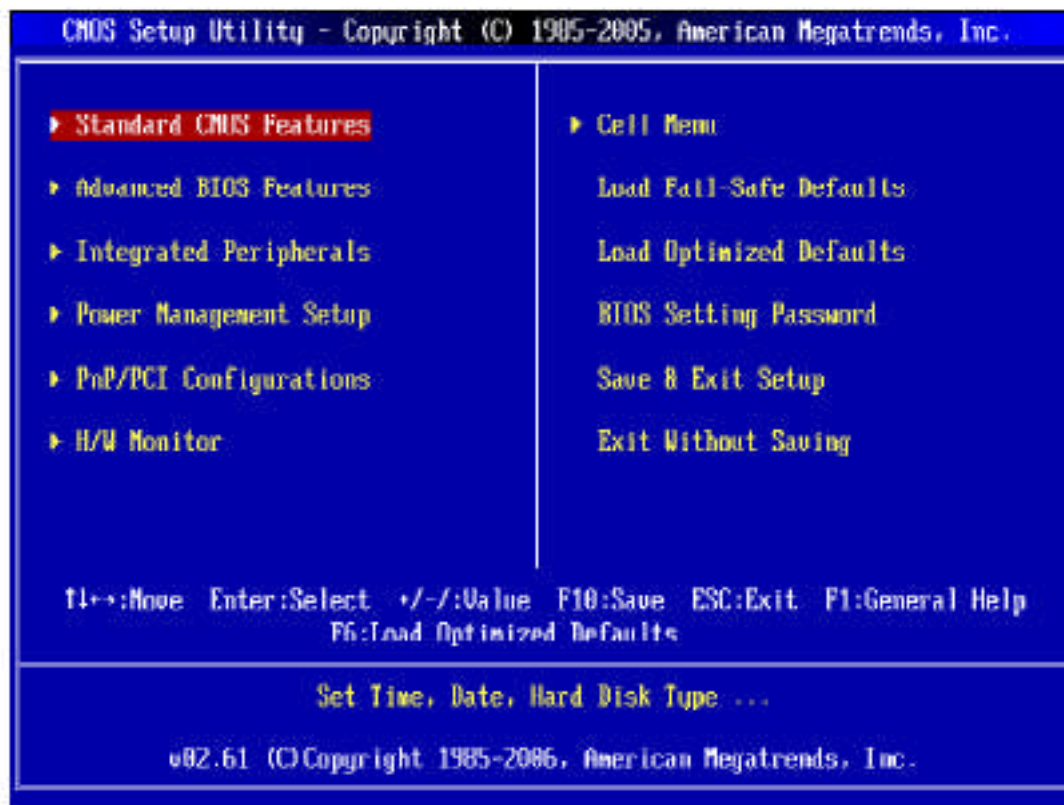 CMOS Setup Utility - Copyright (C) 1985-2005, American Megatrends, Inc.
Standard CMOS Features
Advanced BIOS Features
Integrated Peripherals
Power Management Setup
PnP/PCI Configurations
H/W Monitor
Cell Menu
Load Fail-Safe Defaults
Load Optimized Defaults
BIOS Setting Password
Save & Exit Setup
Exit Without Saving
↑↓←→:Move Enter:Select +/-/:Value F10:Save ESC:Exit F1:General Help
F6:Load Optimized Defaults
Set Time, Date, Hard Disk Type ...
v02.61 (C)Copyright 1985-2006, American Megatrends, Inc.